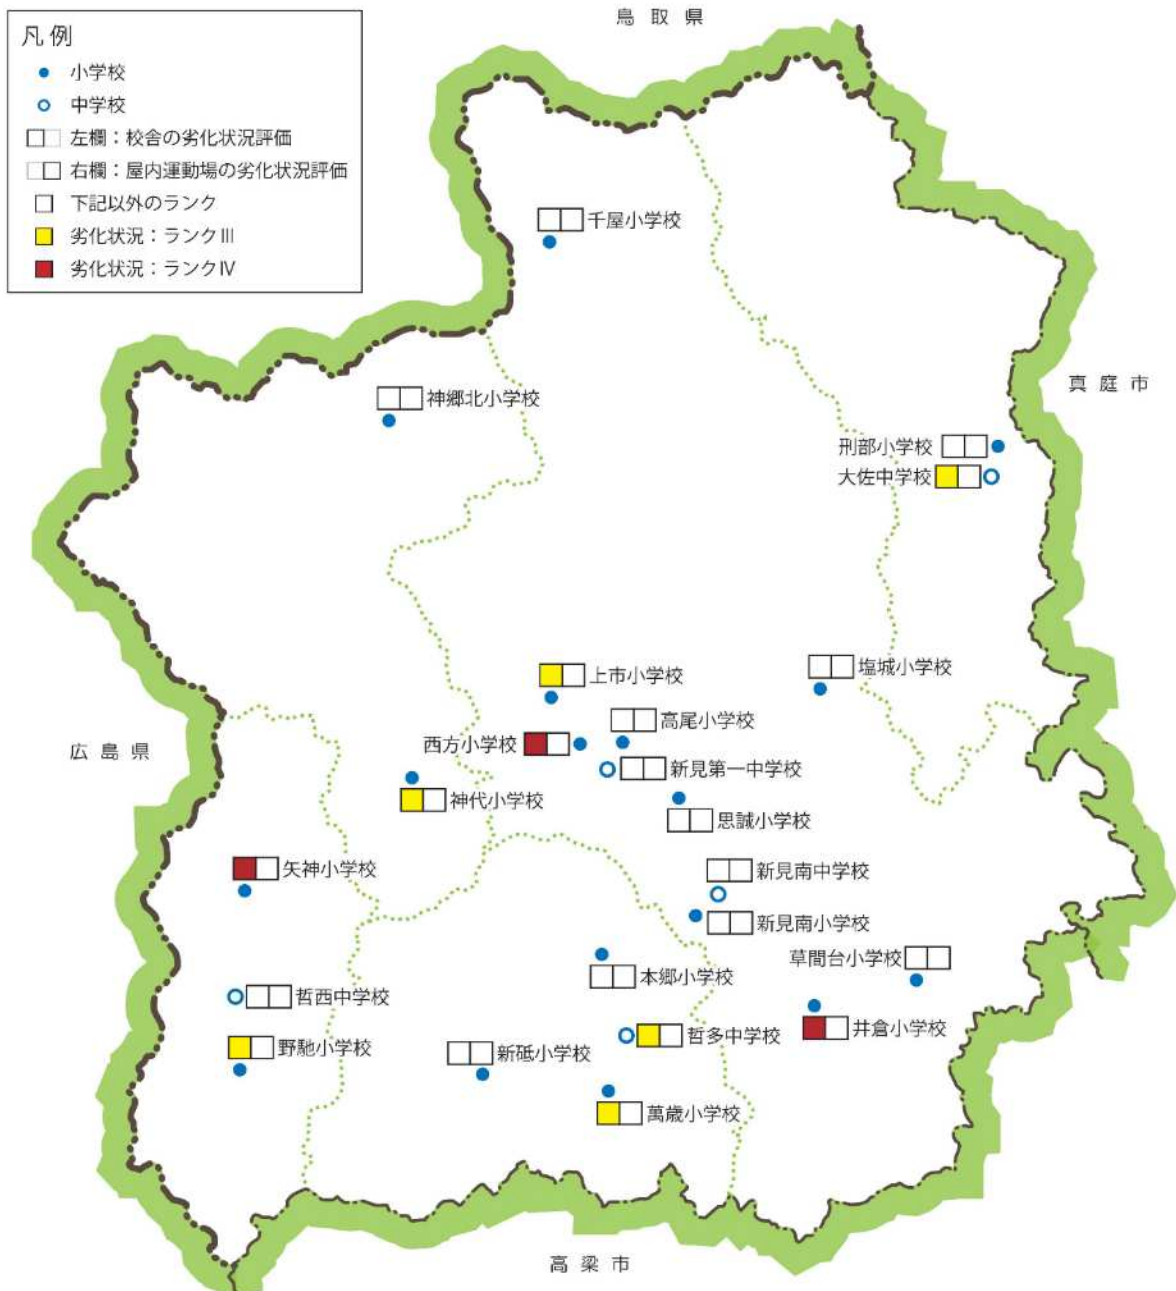 鳥取県
凡例
小学校
中学校
左欄：校舎の劣化状況評価
右欄：屋内運動場の劣化状況評価
下記以外のランク
劣化状況：ランクⅢ
劣化状況：ランクⅣ
千屋小学校
真庭市
神郷北小学校
刑部小学校
大佐中学校
塩城小学校
上市小学校
高尾小学校
西方小学校
広島県
新見第一中学校
神代小学校
思誠小学校
矢神小学校
新見南中学校
新見南小学校
草間台小学校
本郷小学校
哲西中学校
井倉小学校
哲多中学校
野馳小学校
新砥小学校
萬歳小学校
高梁市